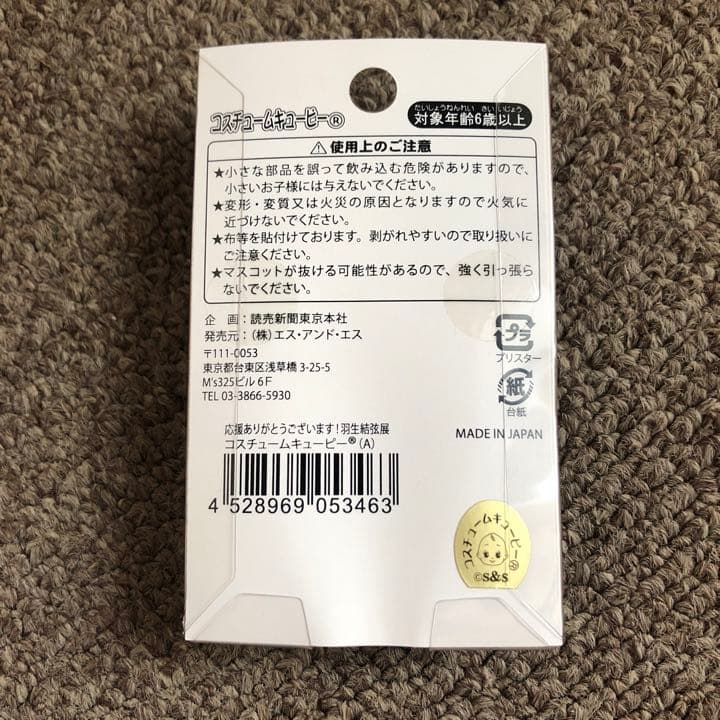 コスチュームキューピー®
たいしょうねんれい さい いじょう
対象年齢6歳以上
⚠使用上のご注意
★小さな部品を誤って飲み込む危険がありますので、
小さいお子様には与えないでください。
★変形・変質又は火災の原因となりますので火気に
近づけないでください。
★布等を貼付けております。剥がれやすいので取り扱いに
ご注意ください。
★マスコットが抜ける可能性があるので、強く引っ張ら
ないでください。
企 画：読売新聞東京本社
発売元：(株)エス・アンド・エス
〒111-0053
東京都台東区浅草橋 3-25-5
M's325ビル 6F
TEL 03-3866-5930
プラ
ブリスター
紙
台紙
応援ありがとうございます！羽生結弦展
コスチュームキューピー®(A)
MADE IN JAPAN
4 528969 053463
コスチュームキューピー®
©s&s